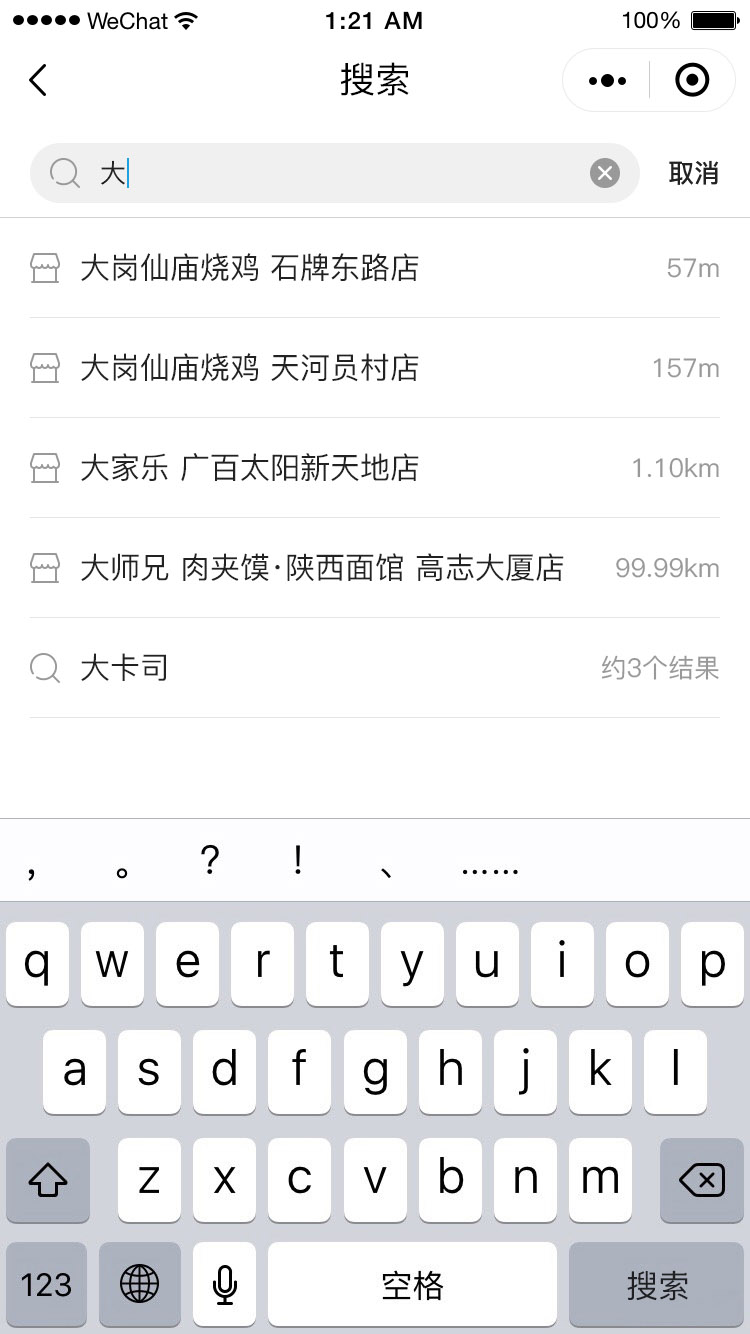 WeChat 1:21 AM 100%
搜索
大 取消
大岗仙庙烧鸡 石牌东路店 57m
大岗仙庙烧鸡 天河员村店 157m
大家乐 广百太阳新天地店 1.10km
大师兄 肉夹馍·陕西面馆 高志大厦店 99.99km
大卡司 约3个结果
， 。 ？ ！ 、 ……
q w e r t y u i o p
a s d f g h j k l
z x c v b n m
123 空格 搜索